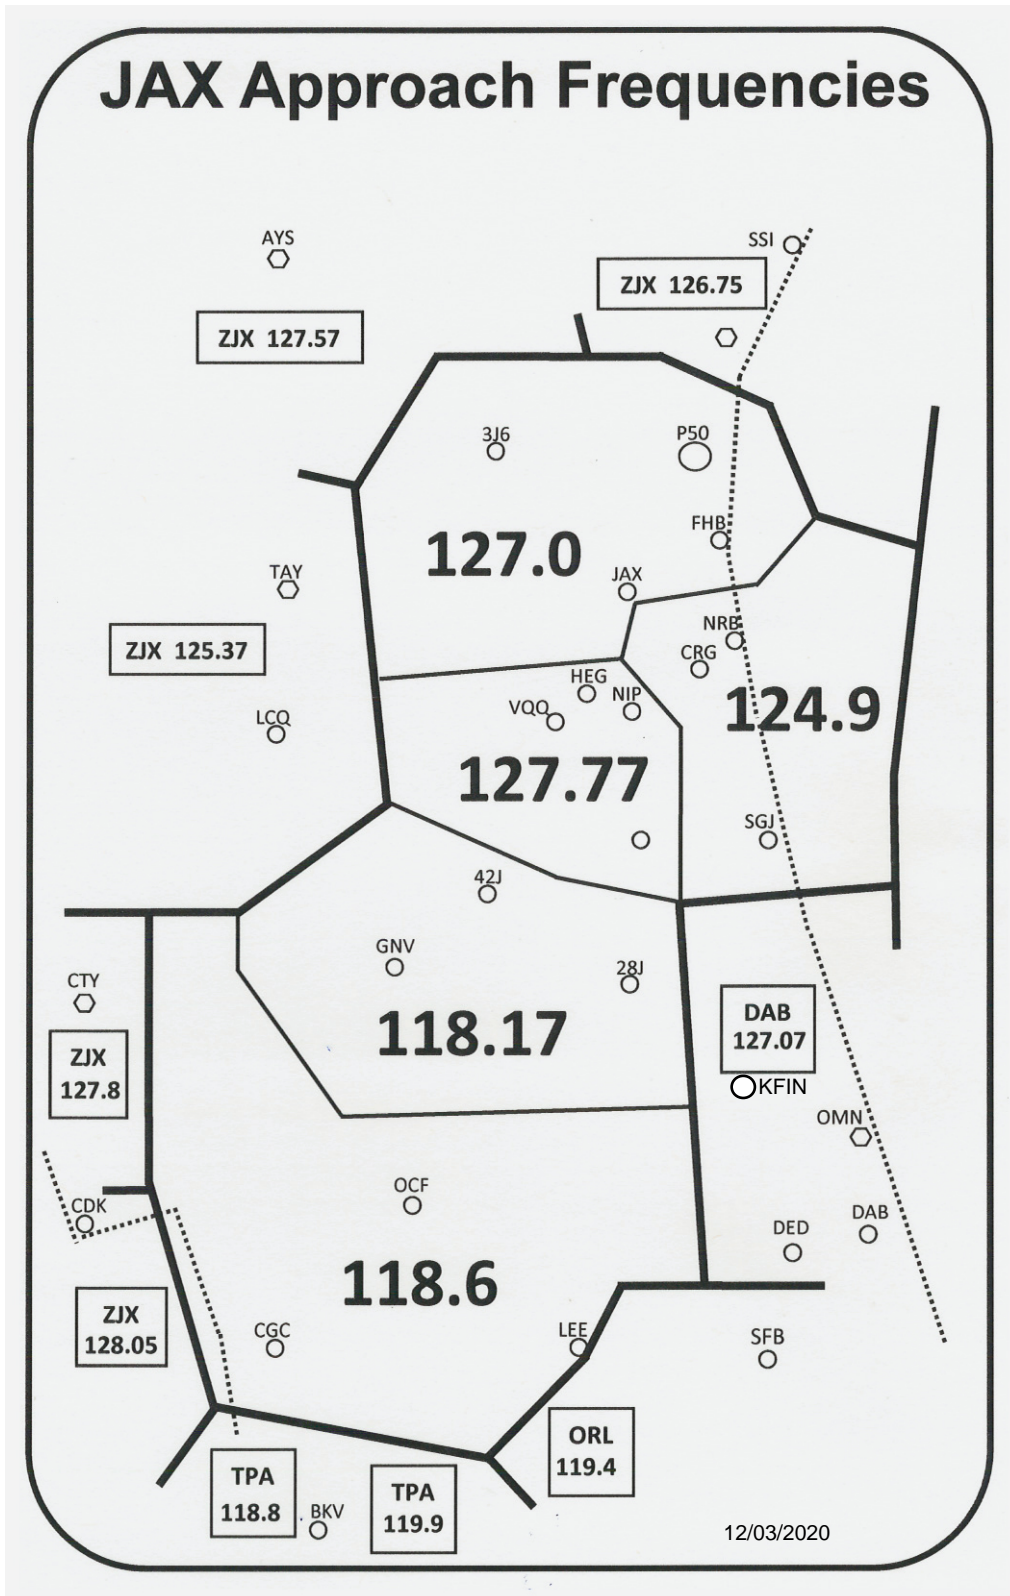 JAX Approach Frequencies
AYS
SSI
ZJX 126.75
ZJX 127.57
3J6
P50
FHB
127.0
TAY
JAX
NRB
ZJX 125.37
CRG
HEG
NIP
124.9
LCQ
VQQ
127.77
SGJ
42J
GNV
28J
CTY
DAB
127.07
118.17
ZJX
127.8
KFIN
OMN
OCF
CDK
DAB
DED
118.6
ZJX
128.05
CGC
LEE
SFB
ORL
119.4
TPA
118.8
TPA
119.9
BKV
12/03/2020